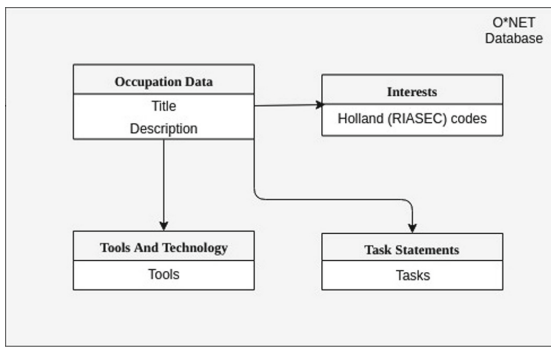 O*NET
Database
Occupation Data
Title
Description
Interests
Holland (RIASEC) codes
Tools And Technology
Tools
Task Statements
Tasks